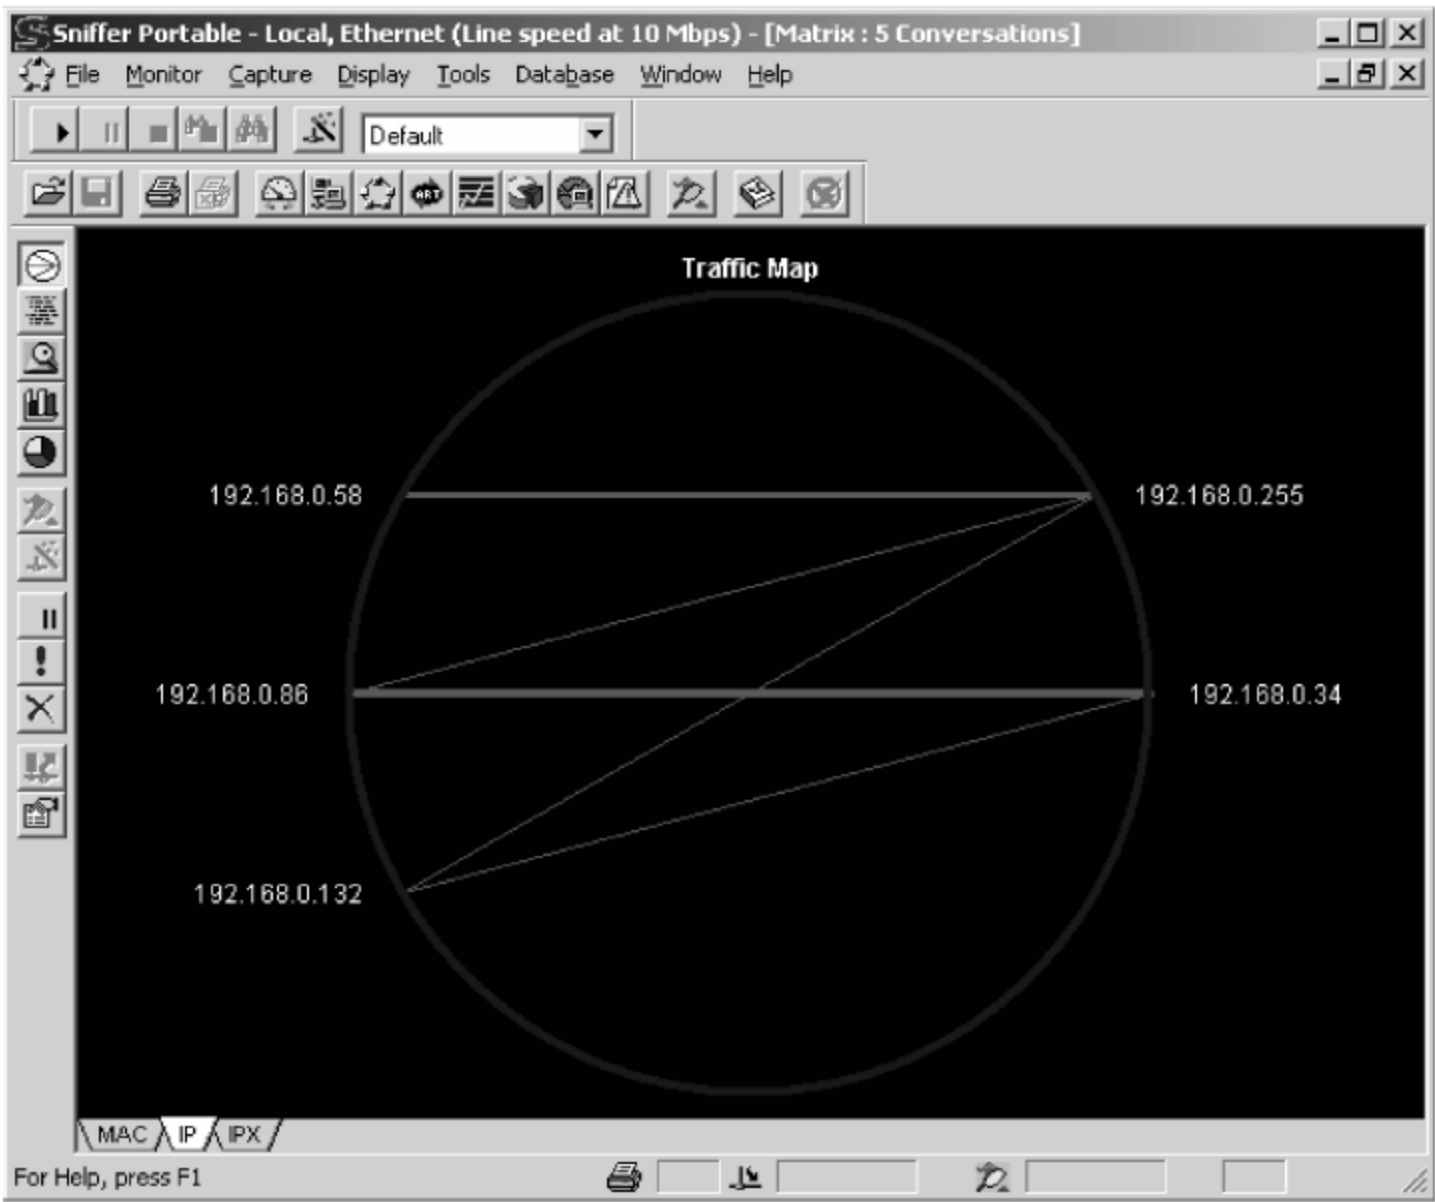 Sniffer Portable - Local, Ethernet (Line speed at 10 Mbps) - [Matrix : 5 Conversations]
File Monitor Capture Display Tools Database Window Help
Default
ART
Traffic Map
192.168.0.58 192.168.0.255
192.168.0.86 192.168.0.34
192.168.0.132
MAC IP IPX
For Help, press F1